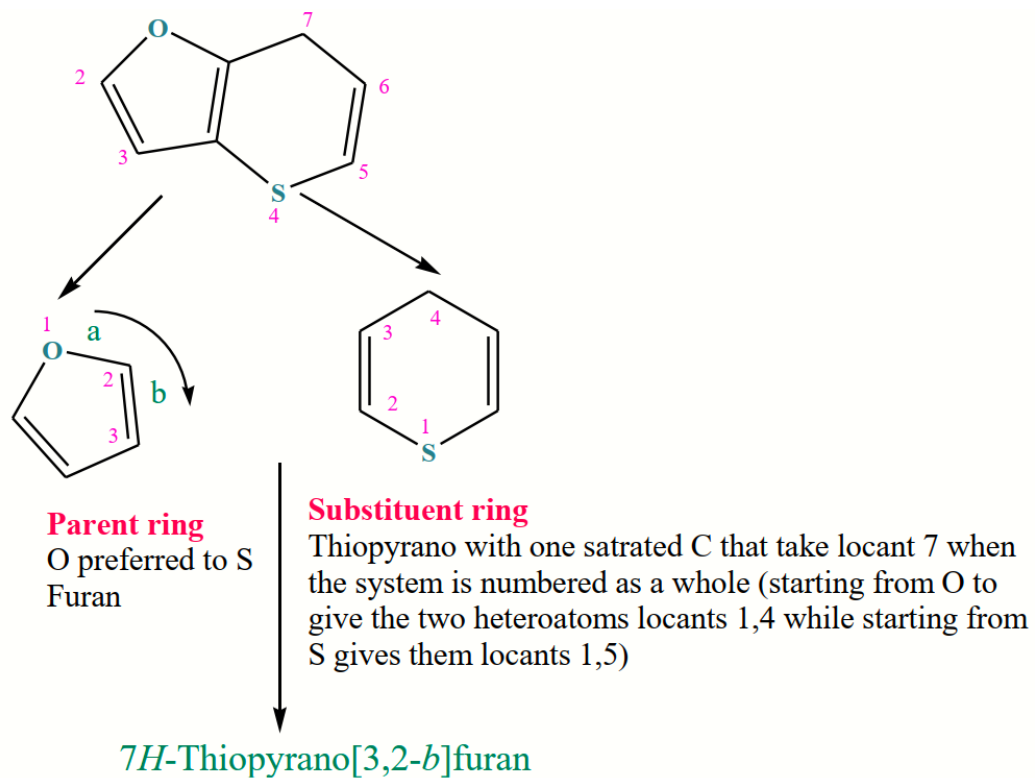 O
7
2
6
3
S
4
5
1
a
O
2
b
3
3
4
2
1
S
Parent ring
O preferred to S
Furan
Substituent ring
Thiopyrano with one satrated C that take locant 7 when
the system is numbered as a whole (starting from O to
give the two heteroatoms locants 1,4 while starting from
S gives them locants 1,5)
7H-Thiopyrano[3,2-b]furan